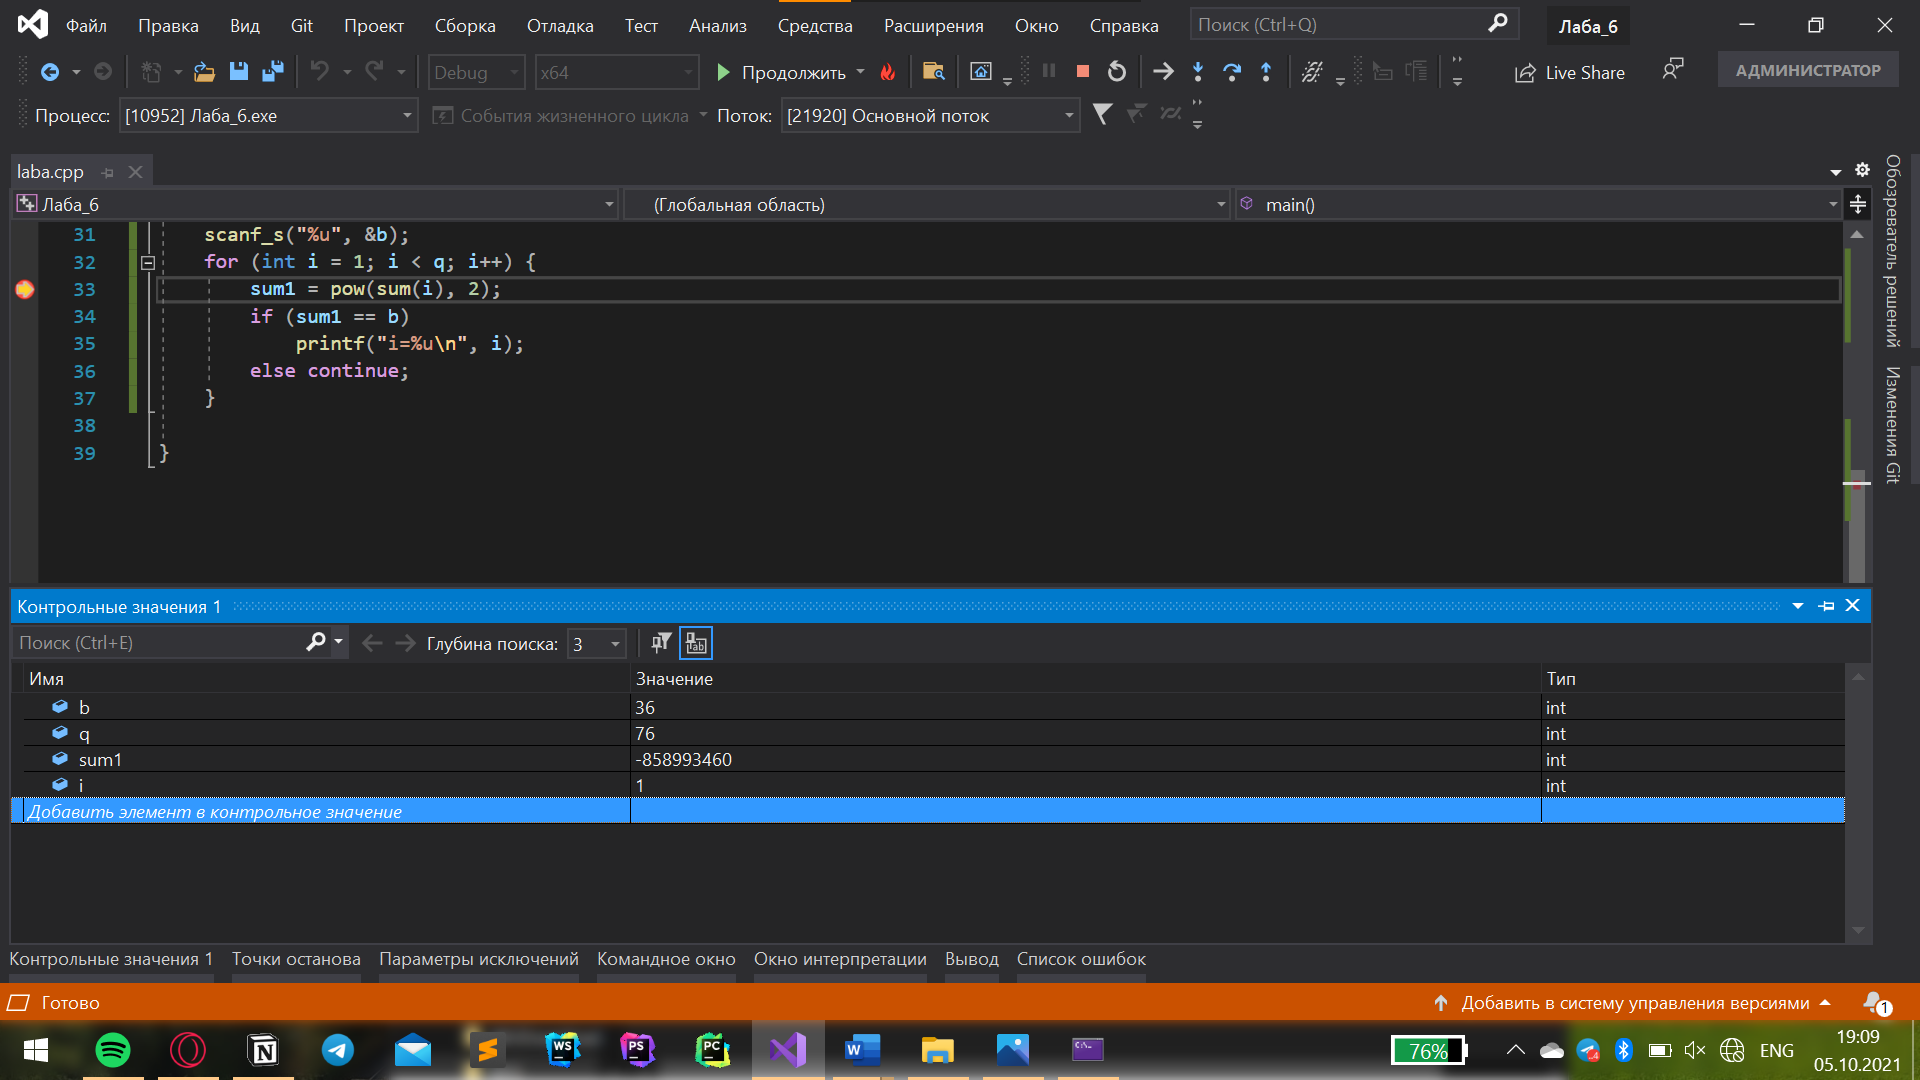 Файл Правка Вид Git Проект Сборка Отладка Тест Анализ Средства Расширения Окно Справка Поиск (Ctrl+Q) Лаба_6
Debug x64 Продолжить Live Share АДМИНИСТРАТОР
Процесс: [10952] Лаба_6.exe События жизненного цикла Поток: [21920] Основной поток
laba.cpp
Лаба_6 (Глобальная область) main()
31 scanf_s("%u", &b);
32 for (int i = 1; i < q; i++) {
33 sum1 = pow(sum(i), 2);
34 if (sum1 == b)
35 printf("i=%u\n", i);
36 else continue;
37 }
38
39 }
Обозреватель решений
Изменения Git
Контрольные значения 1
Поиск (Ctrl+E) Глубина поиска: 3
Имя Значение Тип
b 36 int
q 76 int
sum1 -858993460 int
i 1 int
Добавить элемент в контрольное значение
Контрольные значения 1 Точки останова Параметры исключений Командное окно Окно интерпретации Вывод Список ошибок
Готово Добавить в систему управления версиями 1
WS PS PC W C:\ 76% ENG 19:09
05.10.2021